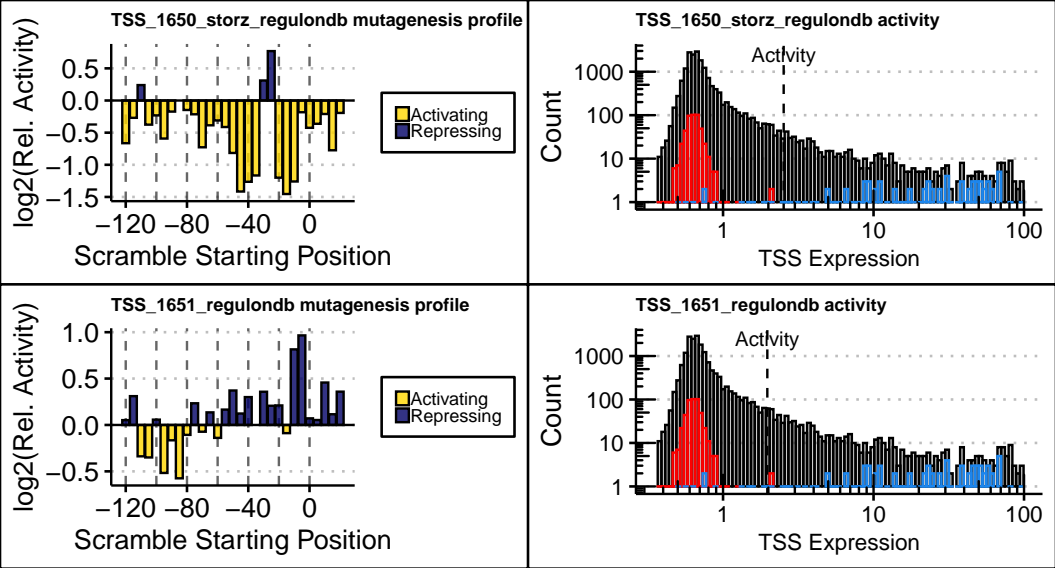 TSS_1650_storz_regulondb mutagenesis profile
log2(Rel. Activity)
0.5
0.0
−0.5
−1.0
−1.5
−120 −80 −40 0
Scramble Starting Position
Activating
Repressing
TSS_1650_storz_regulondb activity
Activity
Count
1000
100
10
1
1 10 100
TSS Expression
TSS_1651_regulondb mutagenesis profile
log2(Rel. Activity)
1.0
0.5
0.0
−0.5
−120 −80 −40 0
Scramble Starting Position
Activating
Repressing
TSS_1651_regulondb activity
Activity
Count
1000
100
10
1
1 10 100
TSS Expression